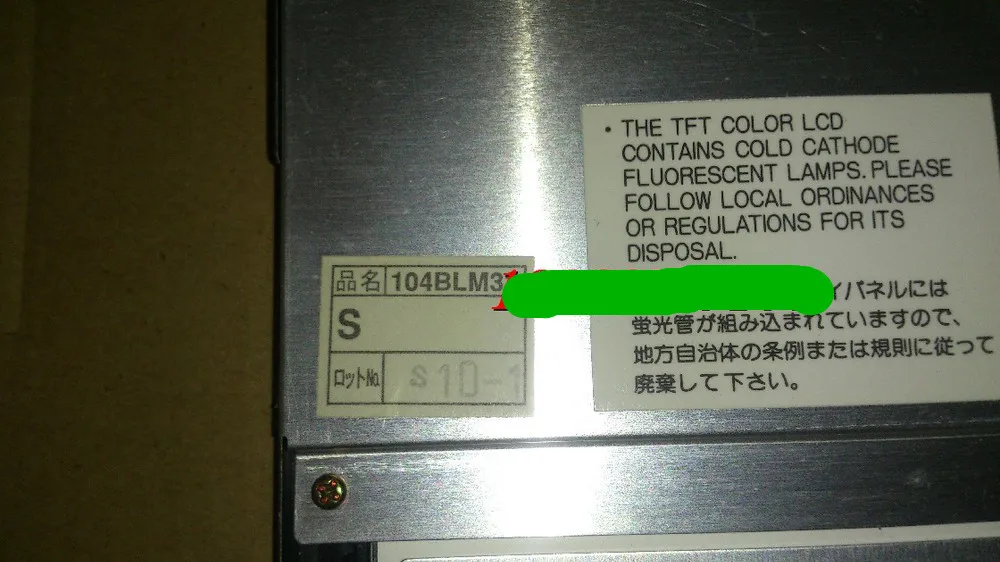 • THE TFT COLOR LCD
CONTAINS COLD CATHODE
FLUORESCENT LAMPS. PLEASE
FOLLOW LOCAL ORDINANCES
OR REGULATIONS FOR ITS
DISPOSAL.
イパネルには
蛍光管が組み込まれていますので、
地方自治体の条例または規則に従って
廃棄して下さい。
品名 104BLM3
S
ロットNo. S 10-1